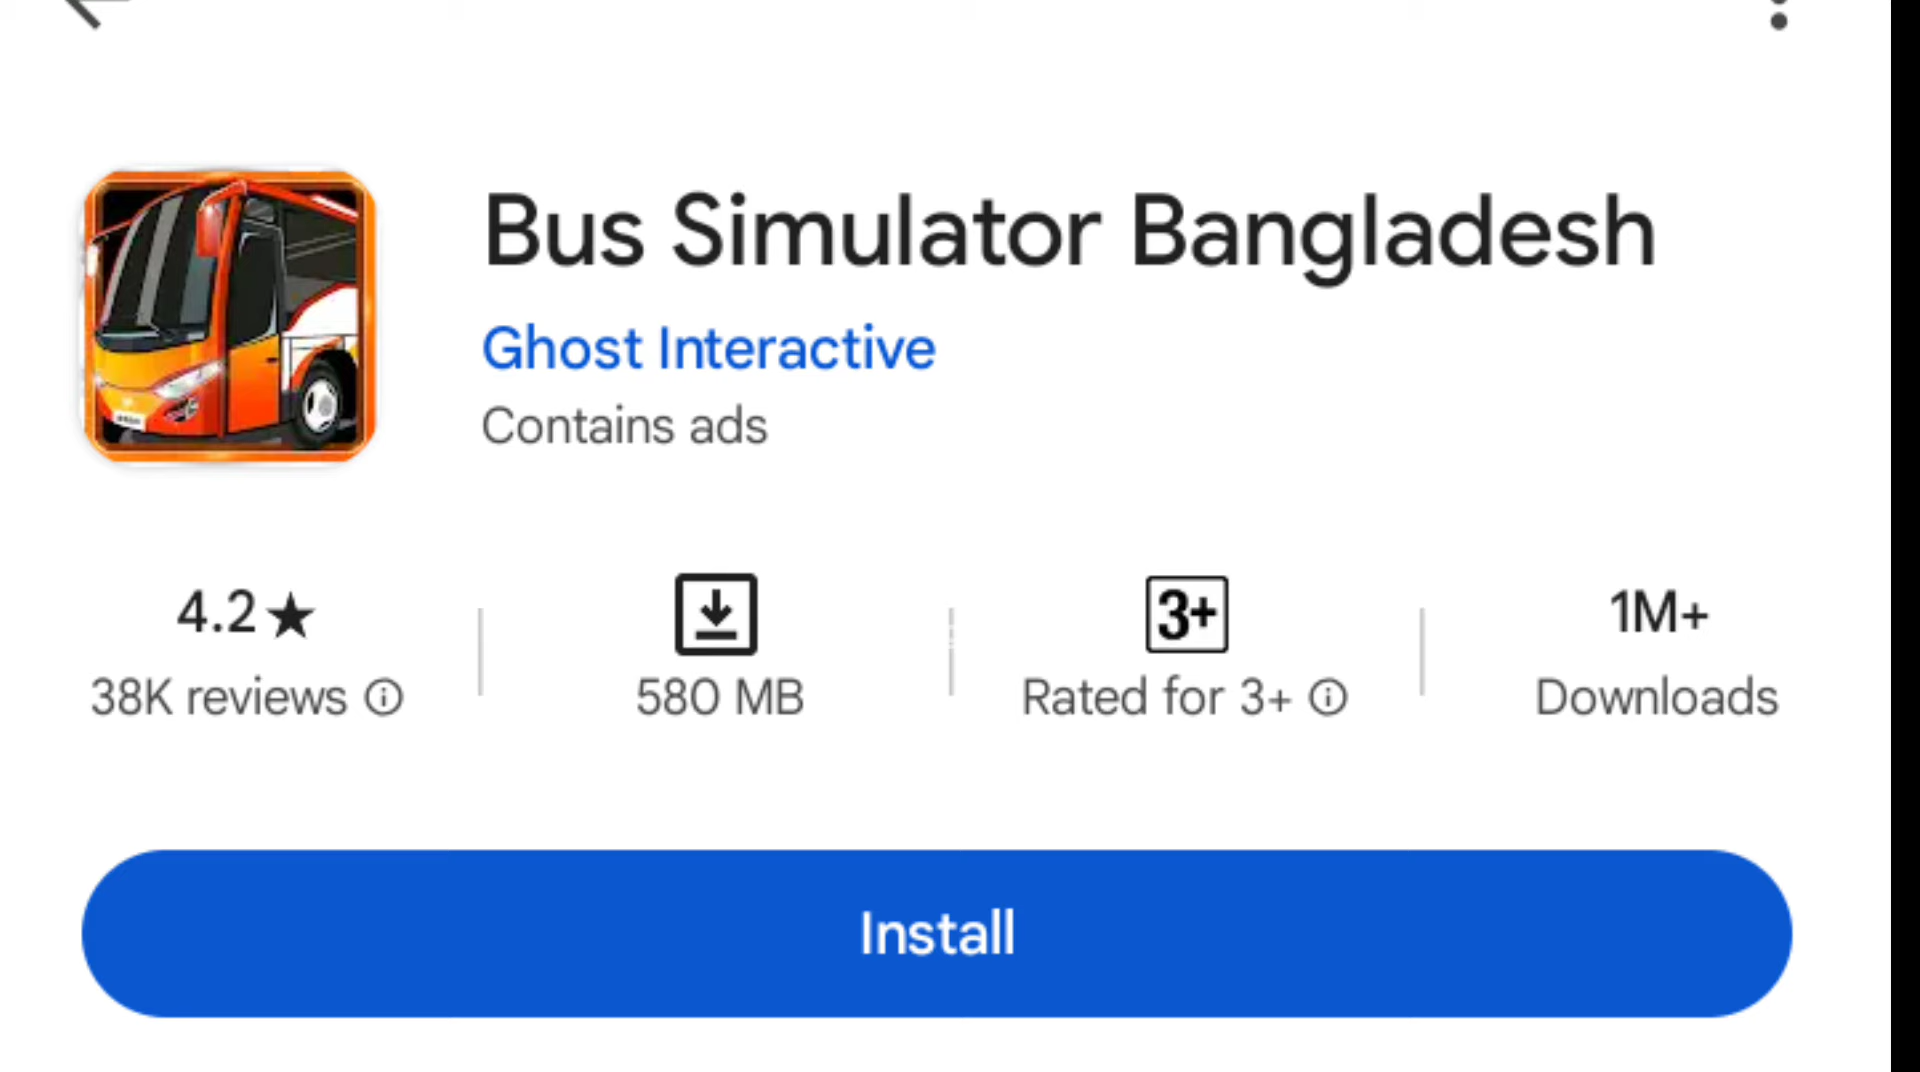 Bus Simulator Bangladesh
Ghost Interactive
Contains ads
4.2★
38K reviews
580 MB
3+
Rated for 3+
1M+
Downloads
Install